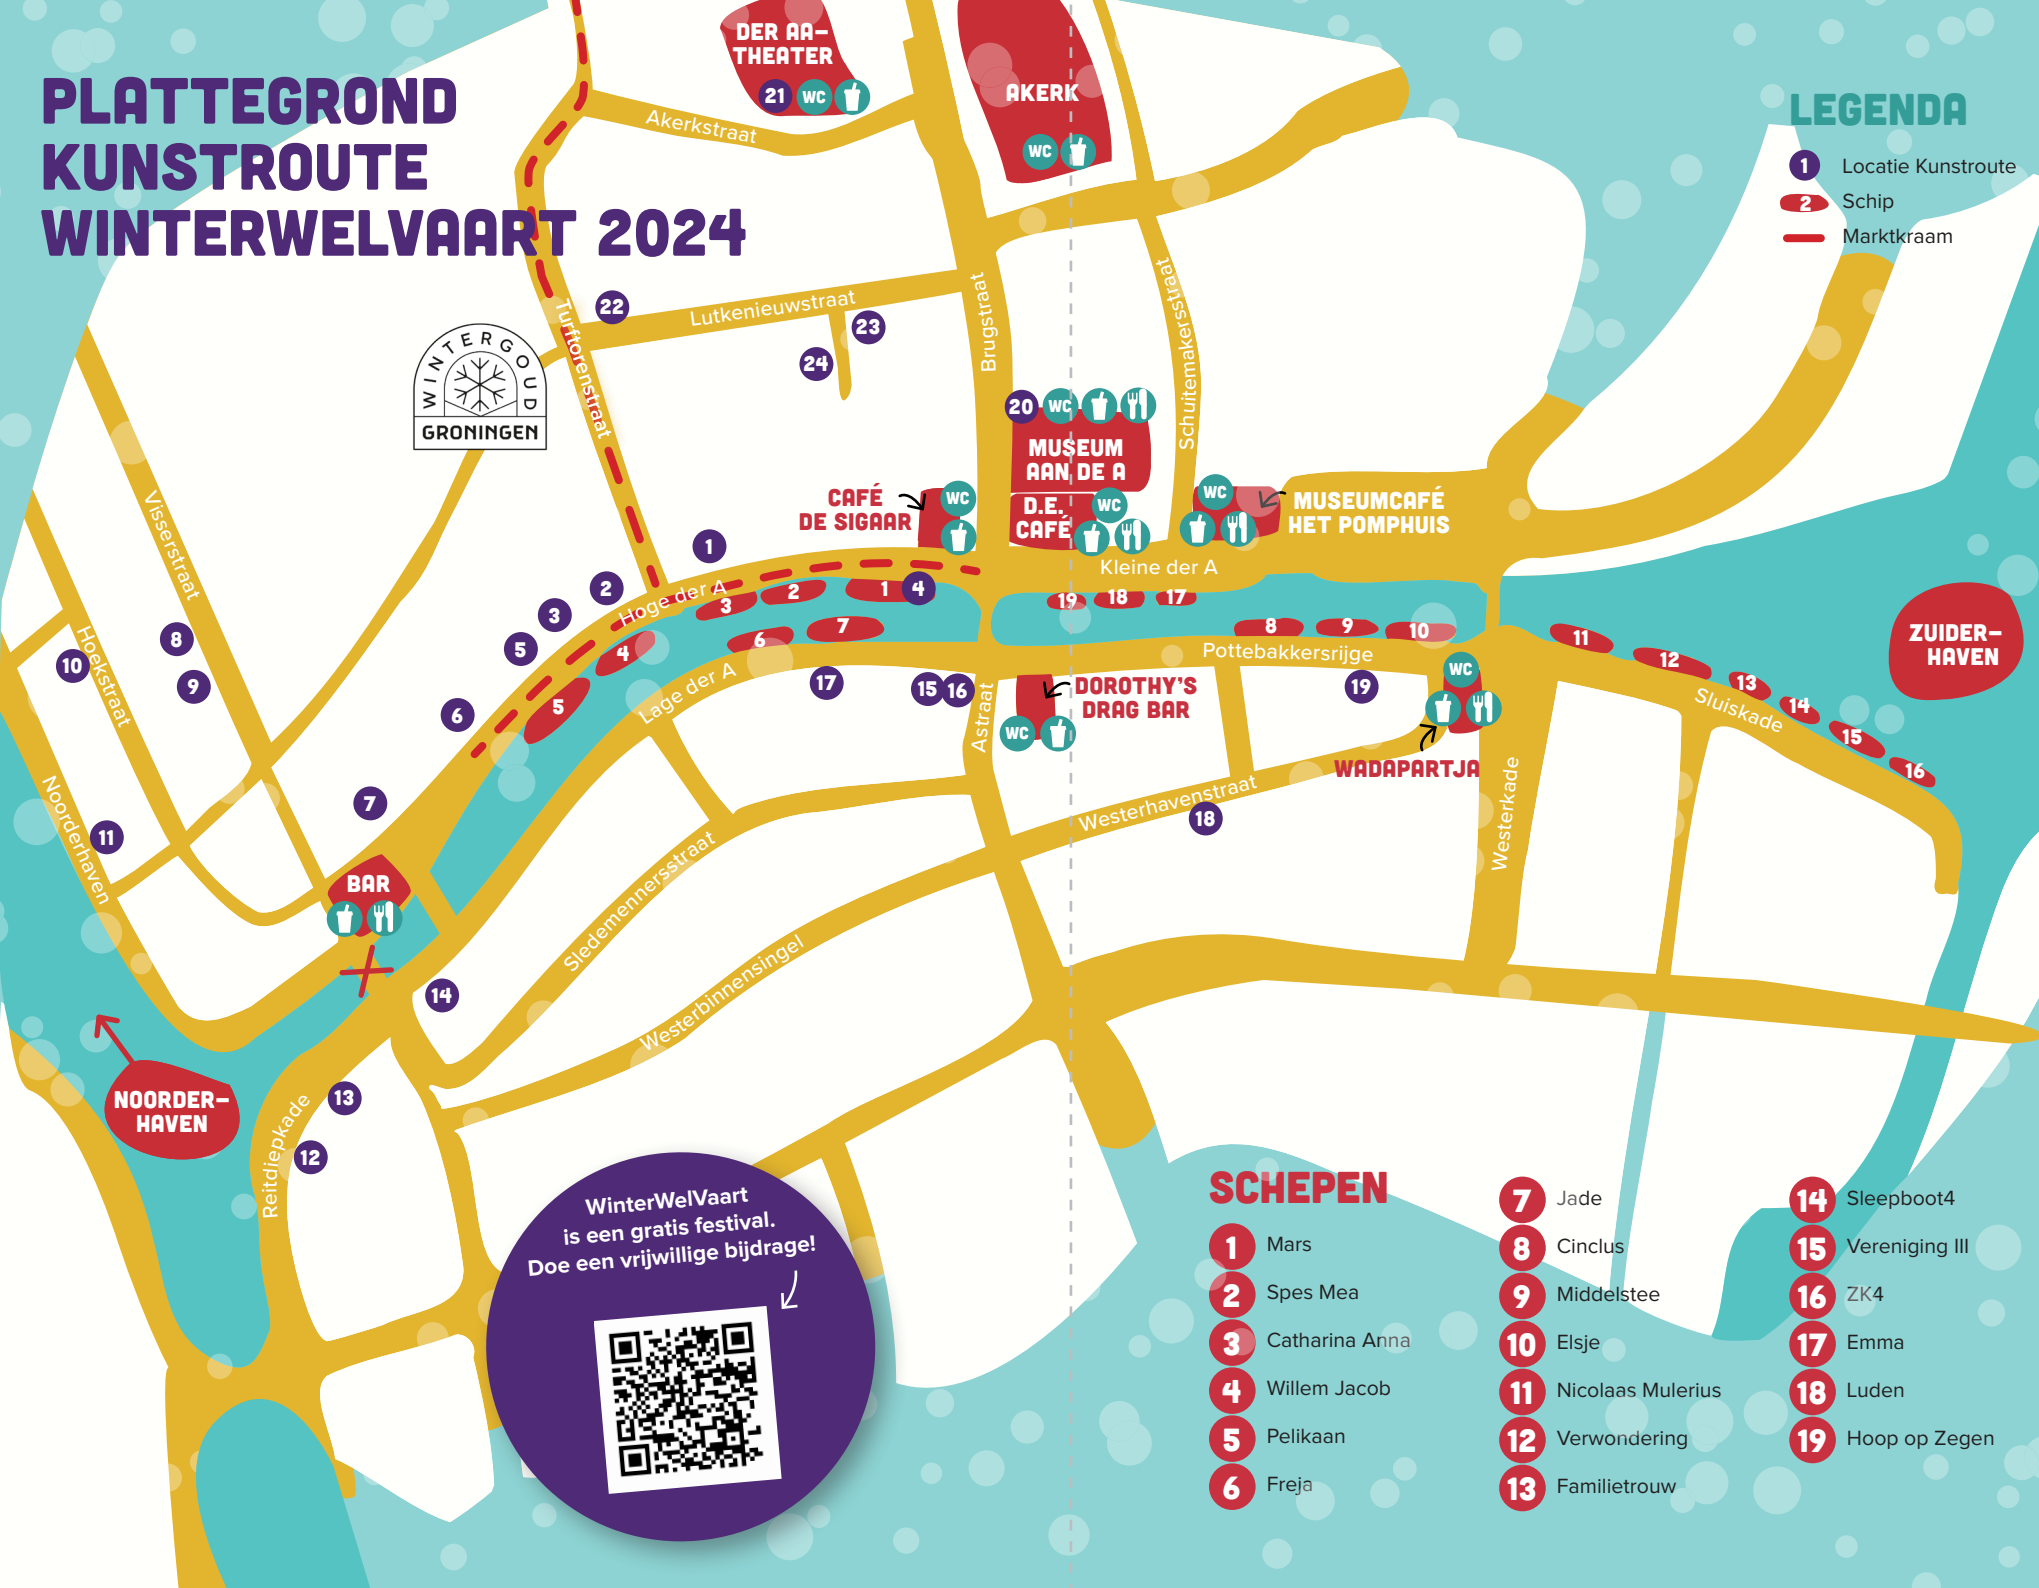 PLATTEGROND
KUNSTROUTE
WINTERWELVAART 2024
LEGENDA
1 Locatie Kunstroute
2 Schip
Marktkraam
DER AA-
THEATER
21 WC
AKERK
WC
Akerkstraat
WINTERGOUD
GRONINGEN
Turftorenstraat
22
Lutkenieuwstraat
23
24
Brugstraat
Schuitemakersstraat
20 WC
MUSEUM
AAN DE A
D.E.
CAFÉ
WC
CAFÉ
DE SIGAAR
WC
WC
MUSEUMCAFÉ
HET POMPHUIS
Visserstraat
Hoekstraat
Noorderhaven
Hoge der A
Kleine der A
1
2
3
5
6
7
8
9
10
11
4
1
2
3
4
5
6
7
19
18
17
8
9
10
11
12
13
14
15
16
ZUIDER-
HAVEN
Pottebakkersrijge
Lage der A
Astraat
17
15
16
DOROTHY'S
DRAG BAR
WC
19
WC
WADAPARTJA
Sluiskade
Westerkade
Westerhavenstraat
18
BAR
Sledemennersstraat
Westerbinnensingel
14
NOORDER-
HAVEN
Reitdiepkade
13
12
WinterWelVaart
is een gratis festival.
Doe een vrijwillige bijdrage!
SCHEPEN
1 Mars
2 Spes Mea
3 Catharina Anna
4 Willem Jacob
5 Pelikaan
6 Freja
7 Jade
8 Cinclus
9 Middelstee
10 Elsje
11 Nicolaas Mulerius
12 Verwondering
13 Familietrouw
14 Sleepboot4
15 Vereniging III
16 ZK4
17 Emma
18 Luden
19 Hoop op Zegen